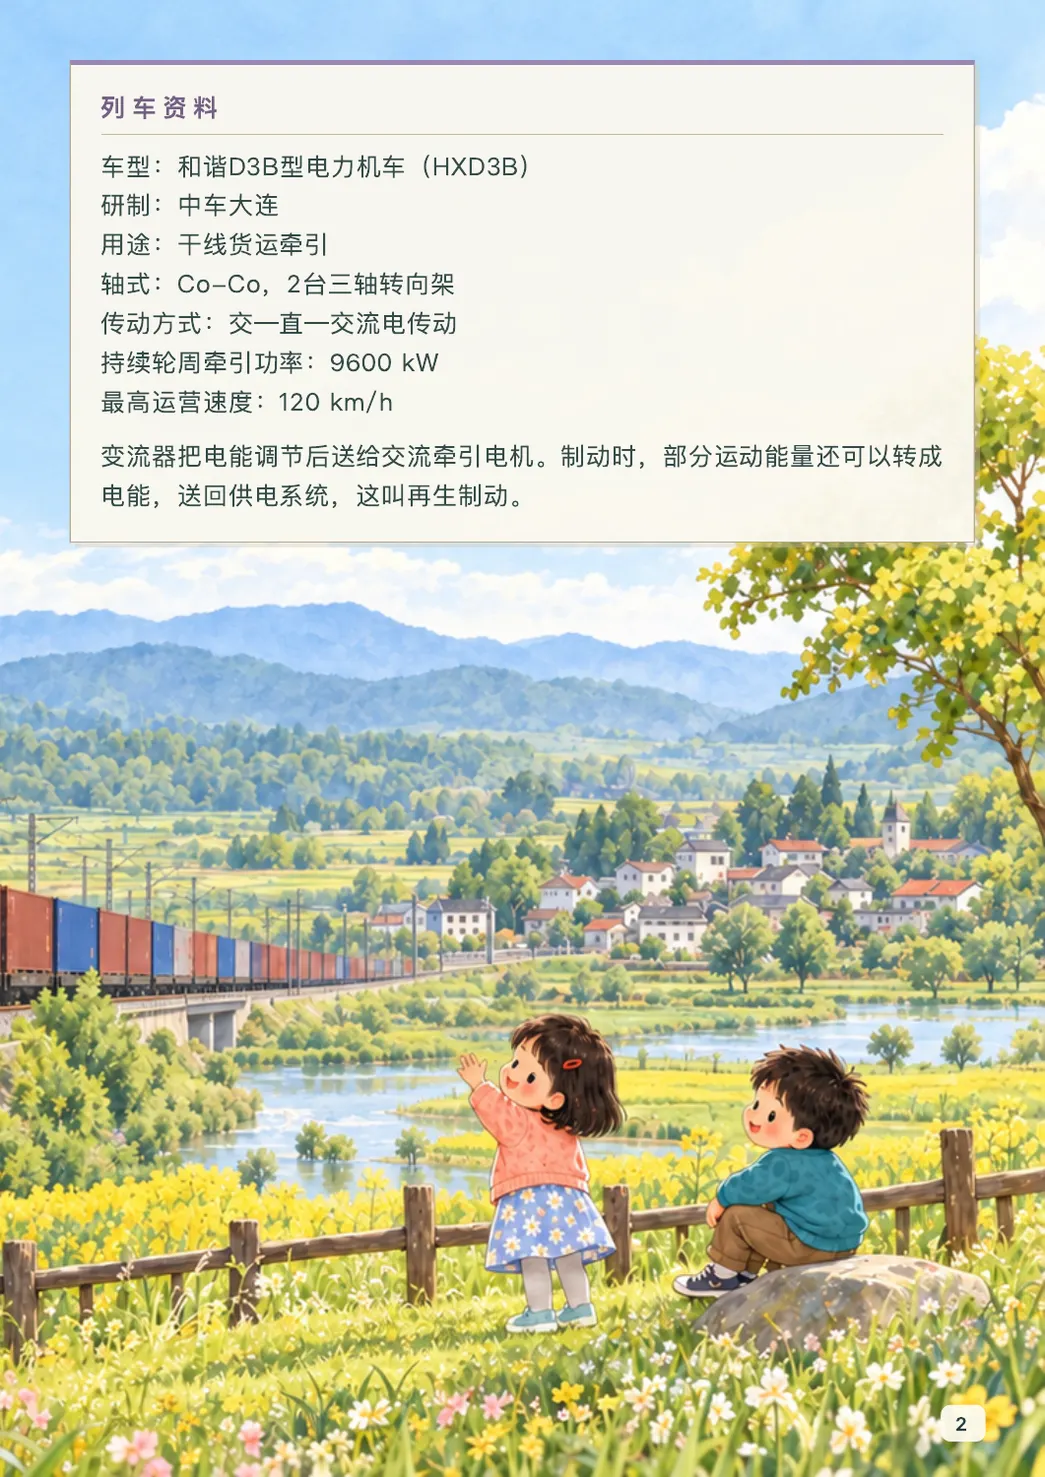 列车资料
车型：和谐D3B型电力机车（HXD3B）
研制：中车大连
用途：干线货运牵引
轴式：Co–Co，2台三轴转向架
传动方式：交—直—交流电传动
持续轮周牵引功率：9600 kW
最高运营速度：120 km/h
变流器把电能调节后送给交流牵引电机。制动时，部分运动能量还可以转成
电能，送回供电系统，这叫再生制动。
2